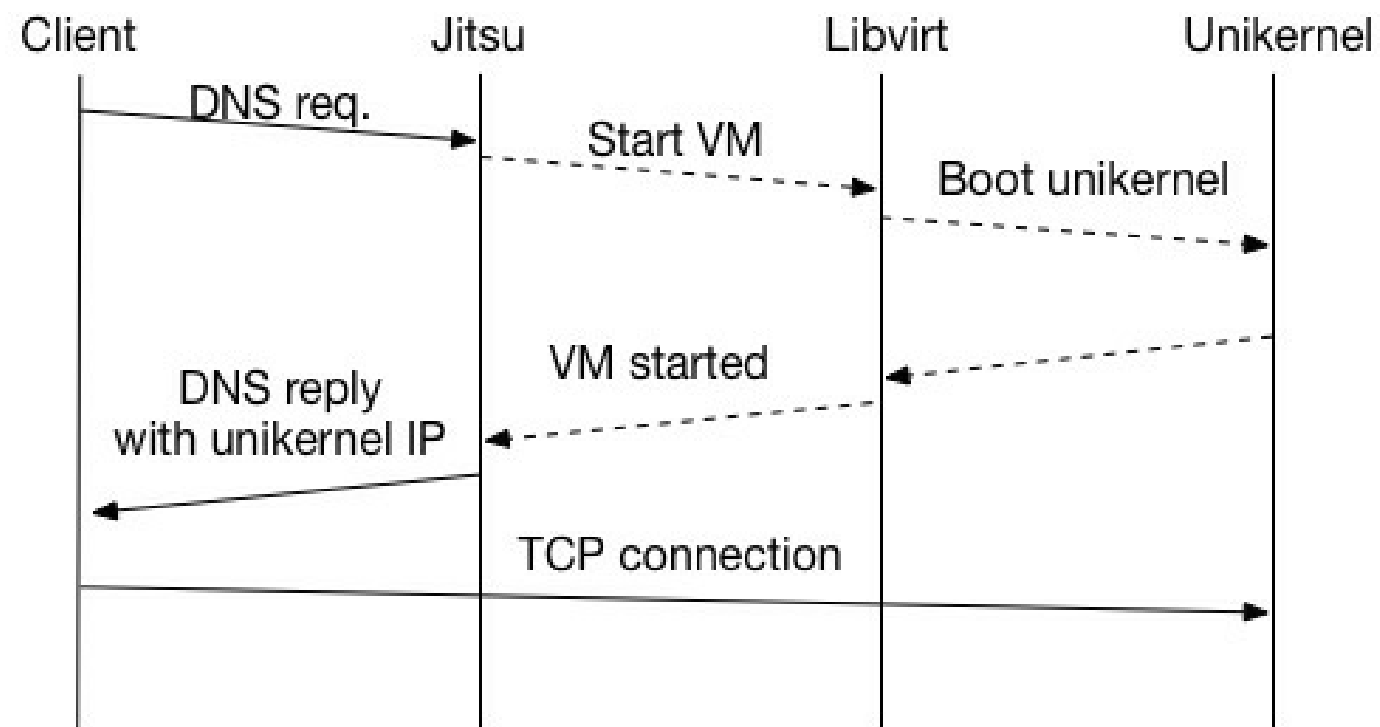 Client
Jitsu
Libvirt
Unikernel
DNS req.
Start VM
Boot unikernel
VM started
DNS reply
with unikernel IP
TCP connection